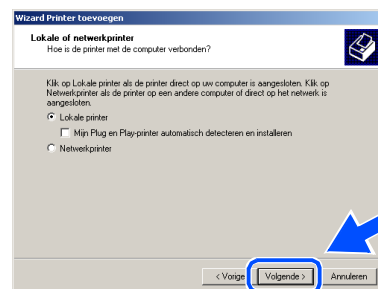 Wizard Printer toevoegen
Lokale of netwerkprinter
Hoe is de printer met de computer verbonden?
Klik op Lokale printer als de printer direct op uw computer is aangesloten. Klik op
Netwerkprinter als de printer op een andere computer of direct op het netwerk is
aangesloten.
Lokale printer
Mijn Plug en Play-printer automatisch detecteren en installeren
Netwerkprinter
< Vorige
Volgende >
Annuleren